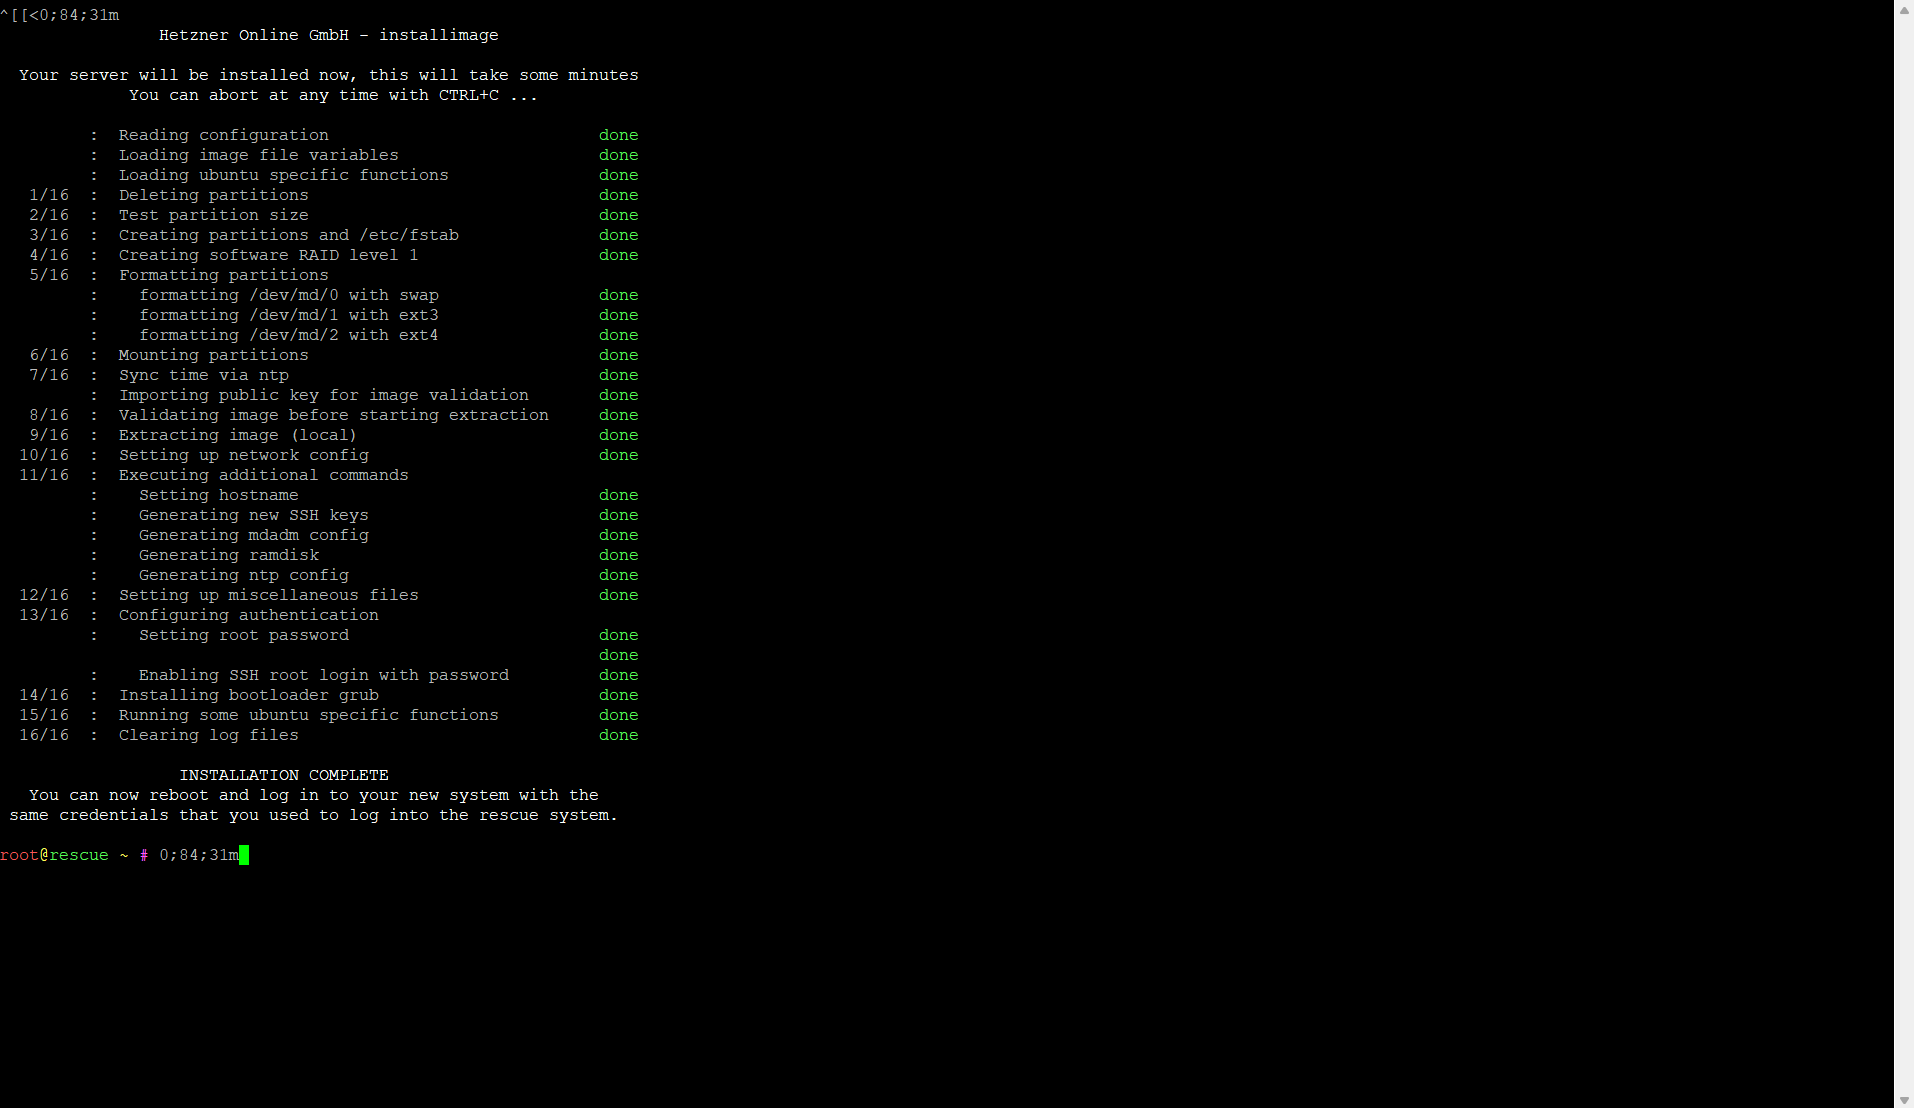 ^[[<0;84;31m
Hetzner Online GmbH - installimage
Your server will be installed now, this will take some minutes
You can abort at any time with CTRL+C ...
: Reading configuration done
: Loading image file variables done
: Loading ubuntu specific functions done
1/16 : Deleting partitions done
2/16 : Test partition size done
3/16 : Creating partitions and /etc/fstab done
4/16 : Creating software RAID level 1 done
5/16 : Formatting partitions
: formatting /dev/md/0 with swap done
: formatting /dev/md/1 with ext3 done
: formatting /dev/md/2 with ext4 done
6/16 : Mounting partitions done
7/16 : Sync time via ntp done
: Importing public key for image validation done
8/16 : Validating image before starting extraction done
9/16 : Extracting image (local) done
10/16 : Setting up network config done
11/16 : Executing additional commands
: Setting hostname done
: Generating new SSH keys done
: Generating mdadm config done
: Generating ramdisk done
: Generating ntp config done
12/16 : Setting up miscellaneous files done
13/16 : Configuring authentication
: Setting root password done
done
: Enabling SSH root login with password done
14/16 : Installing bootloader grub done
15/16 : Running some ubuntu specific functions done
16/16 : Clearing log files done
INSTALLATION COMPLETE
You can now reboot and log in to your new system with the
same credentials that you used to log into the rescue system.
root@rescue ~ # 0;84;31m